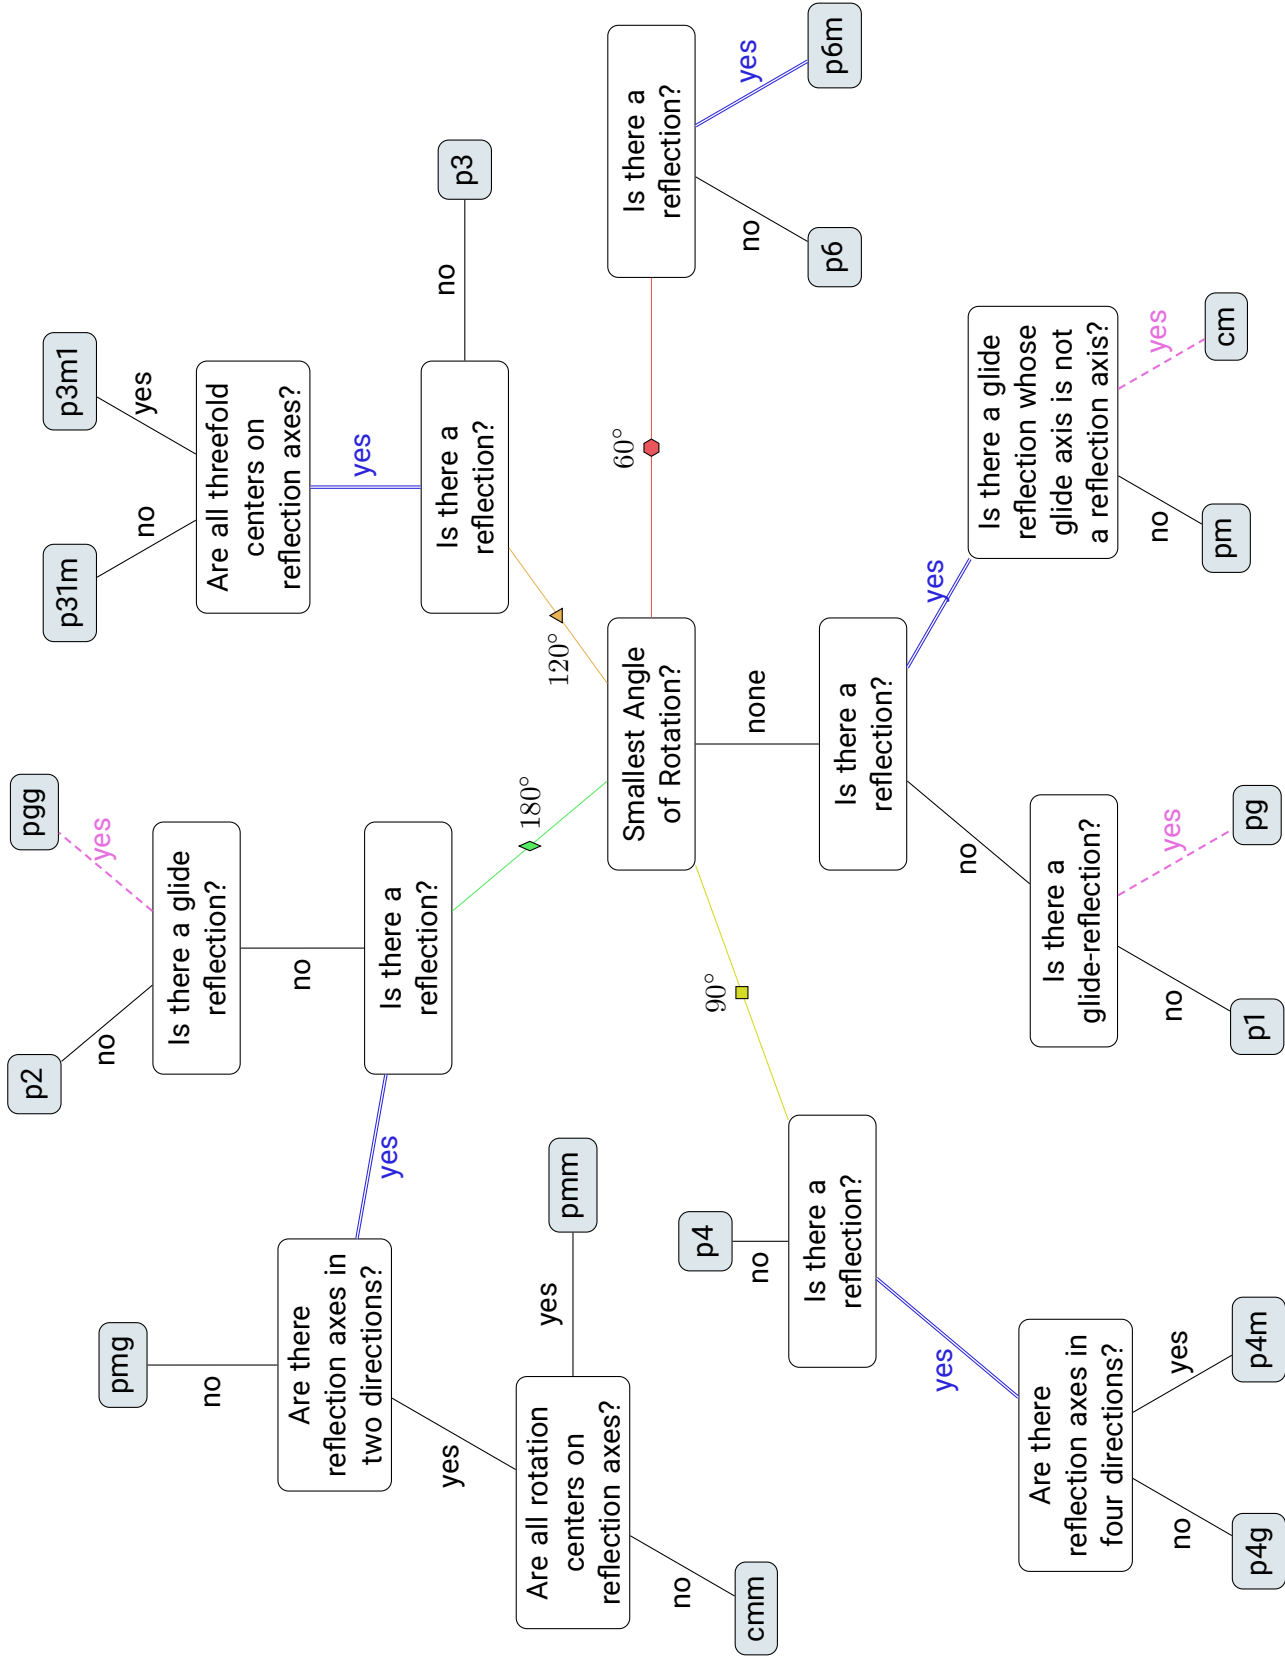 Smallest Angle
of Rotation?
60°
Is there a
reflection?
no
p6
yes
p6m
120°
Is there a
reflection?
no
p3
yes
Are all threefold
centers on
reflection axes?
no
p31m
yes
p3m1
180°
Is there a
reflection?
no
Is there a glide
reflection?
no
p2
yes
pgg
yes
Are there
reflection axes in
two directions?
no
pmg
yes
Are all rotation
centers on
reflection axes?
no
cmm
yes
pmm
90°
Is there a
reflection?
no
p4
yes
Are there
reflection axes in
four directions?
no
p4g
yes
p4m
none
Is there a
reflection?
no
Is there a
glide-reflection?
no
p1
yes
pg
yes
Is there a glide
reflection whose
glide axis is not
a reflection axis?
no
pm
yes
cm